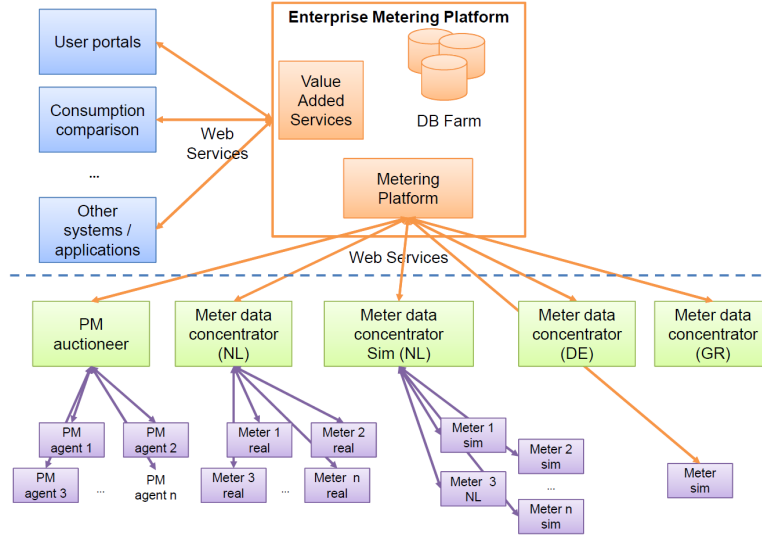 Enterprise Metering Platform
User portals
Value
Added
Services
DB Farm
Consumption
comparison
Web
Services
...
Metering
Platform
Other
systems /
applications
Web Services
PM
auctioneer
Meter data
concentrator
(NL)
Meter data
concentrator
Sim (NL)
Meter data
concentrator
(DE)
Meter data
concentrator
(GR)
PM
agent 1
PM
agent 2
PM
agent 3
...
PM
agent n
Meter 1
real
Meter 2
real
Meter 3
real
...
Meter n
real
Meter 1
sim
Meter 2
sim
Meter 3
NL
...
Meter n
sim
Meter
sim